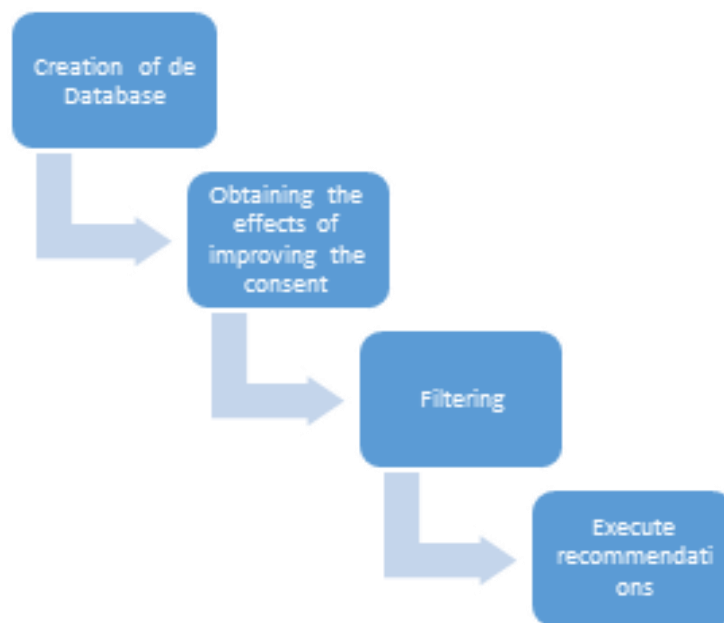 Creation of de
Database
Obtaining the
effects of
improving the
consent
Filtering
Execute
recommendati
ons